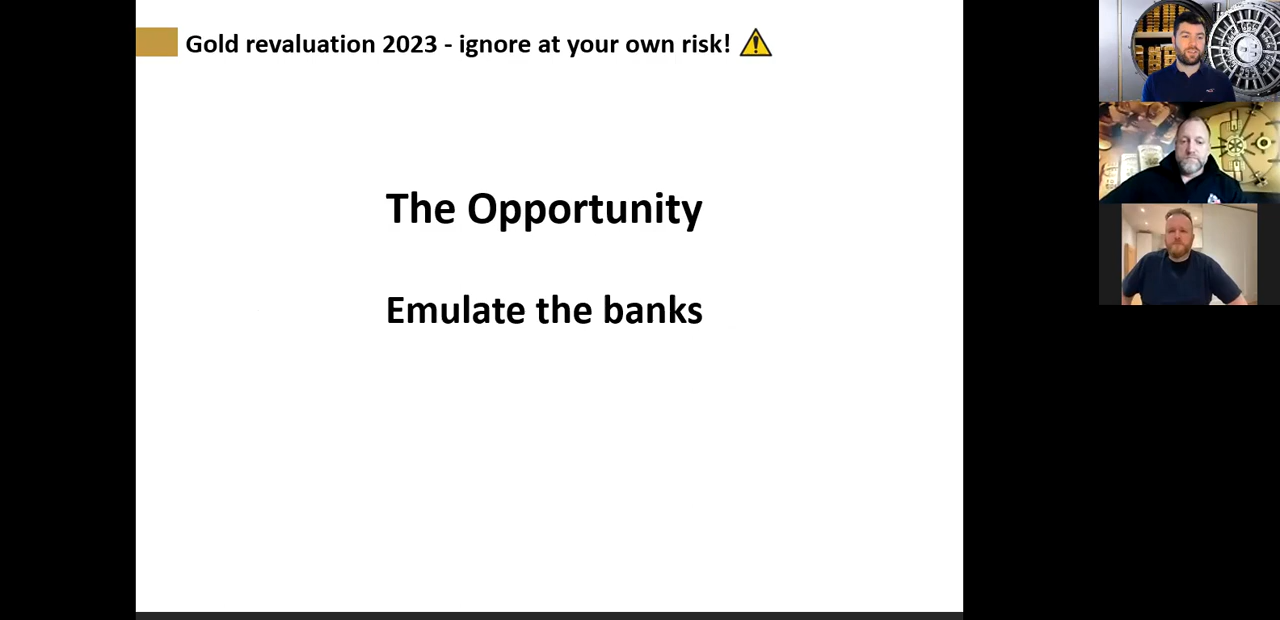 Gold revaluation 2023 - ignore at your own risk! ⚠
The Opportunity
Emulate the banks